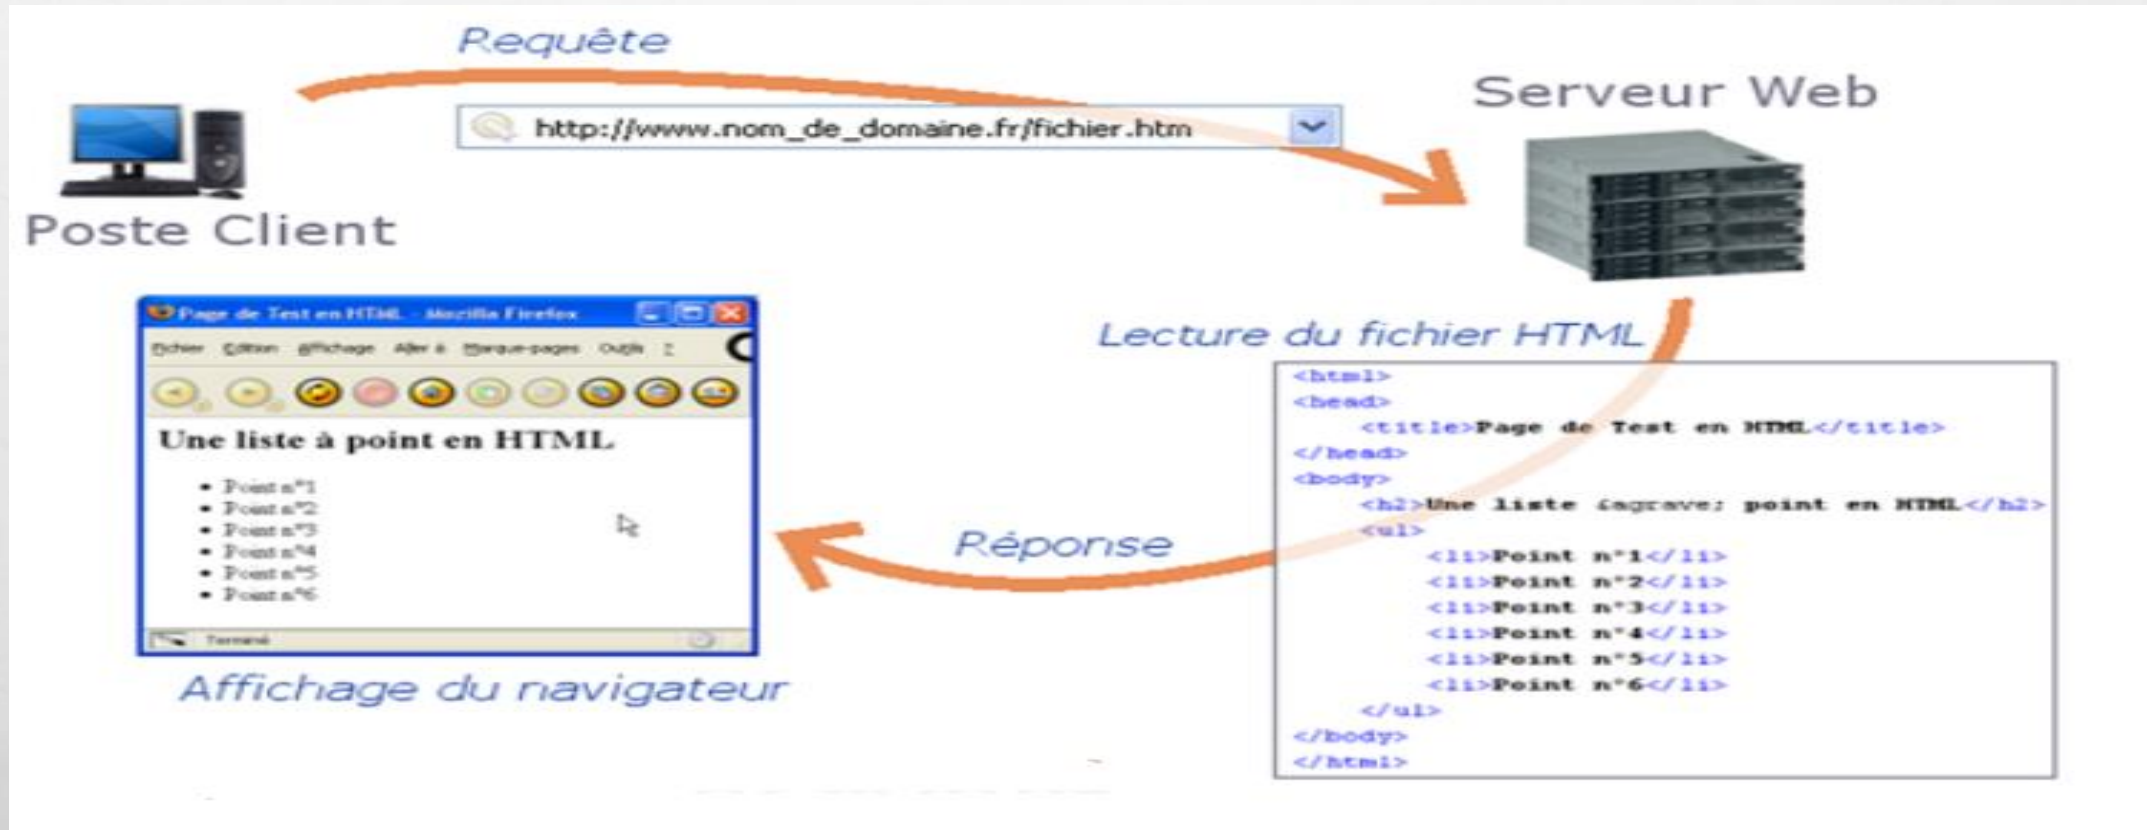 Requête
http://www.nom_de_domaine.fr/fichier.htm
Serveur Web
Poste Client
Page de Test en HTML - Mozilla Firefox
Fichier Edition Affichage Aller à Marque-pages Outils ?
Une liste à point en HTML
• Point n°1
• Point n°2
• Point n°3
• Point n°4
• Point n°5
• Point n°6
Terminé
Affichage du navigateur
Lecture du fichier HTML
<html>
<head>
<title>Page de Test en HTML</title>
</head>
<body>
<h2>Une liste &agrave; point en HTML</h2>
<ul>
<li>Point n°1</li>
<li>Point n°2</li>
<li>Point n°3</li>
<li>Point n°4</li>
<li>Point n°5</li>
<li>Point n°6</li>
</ul>
</body>
</html>
Réponse